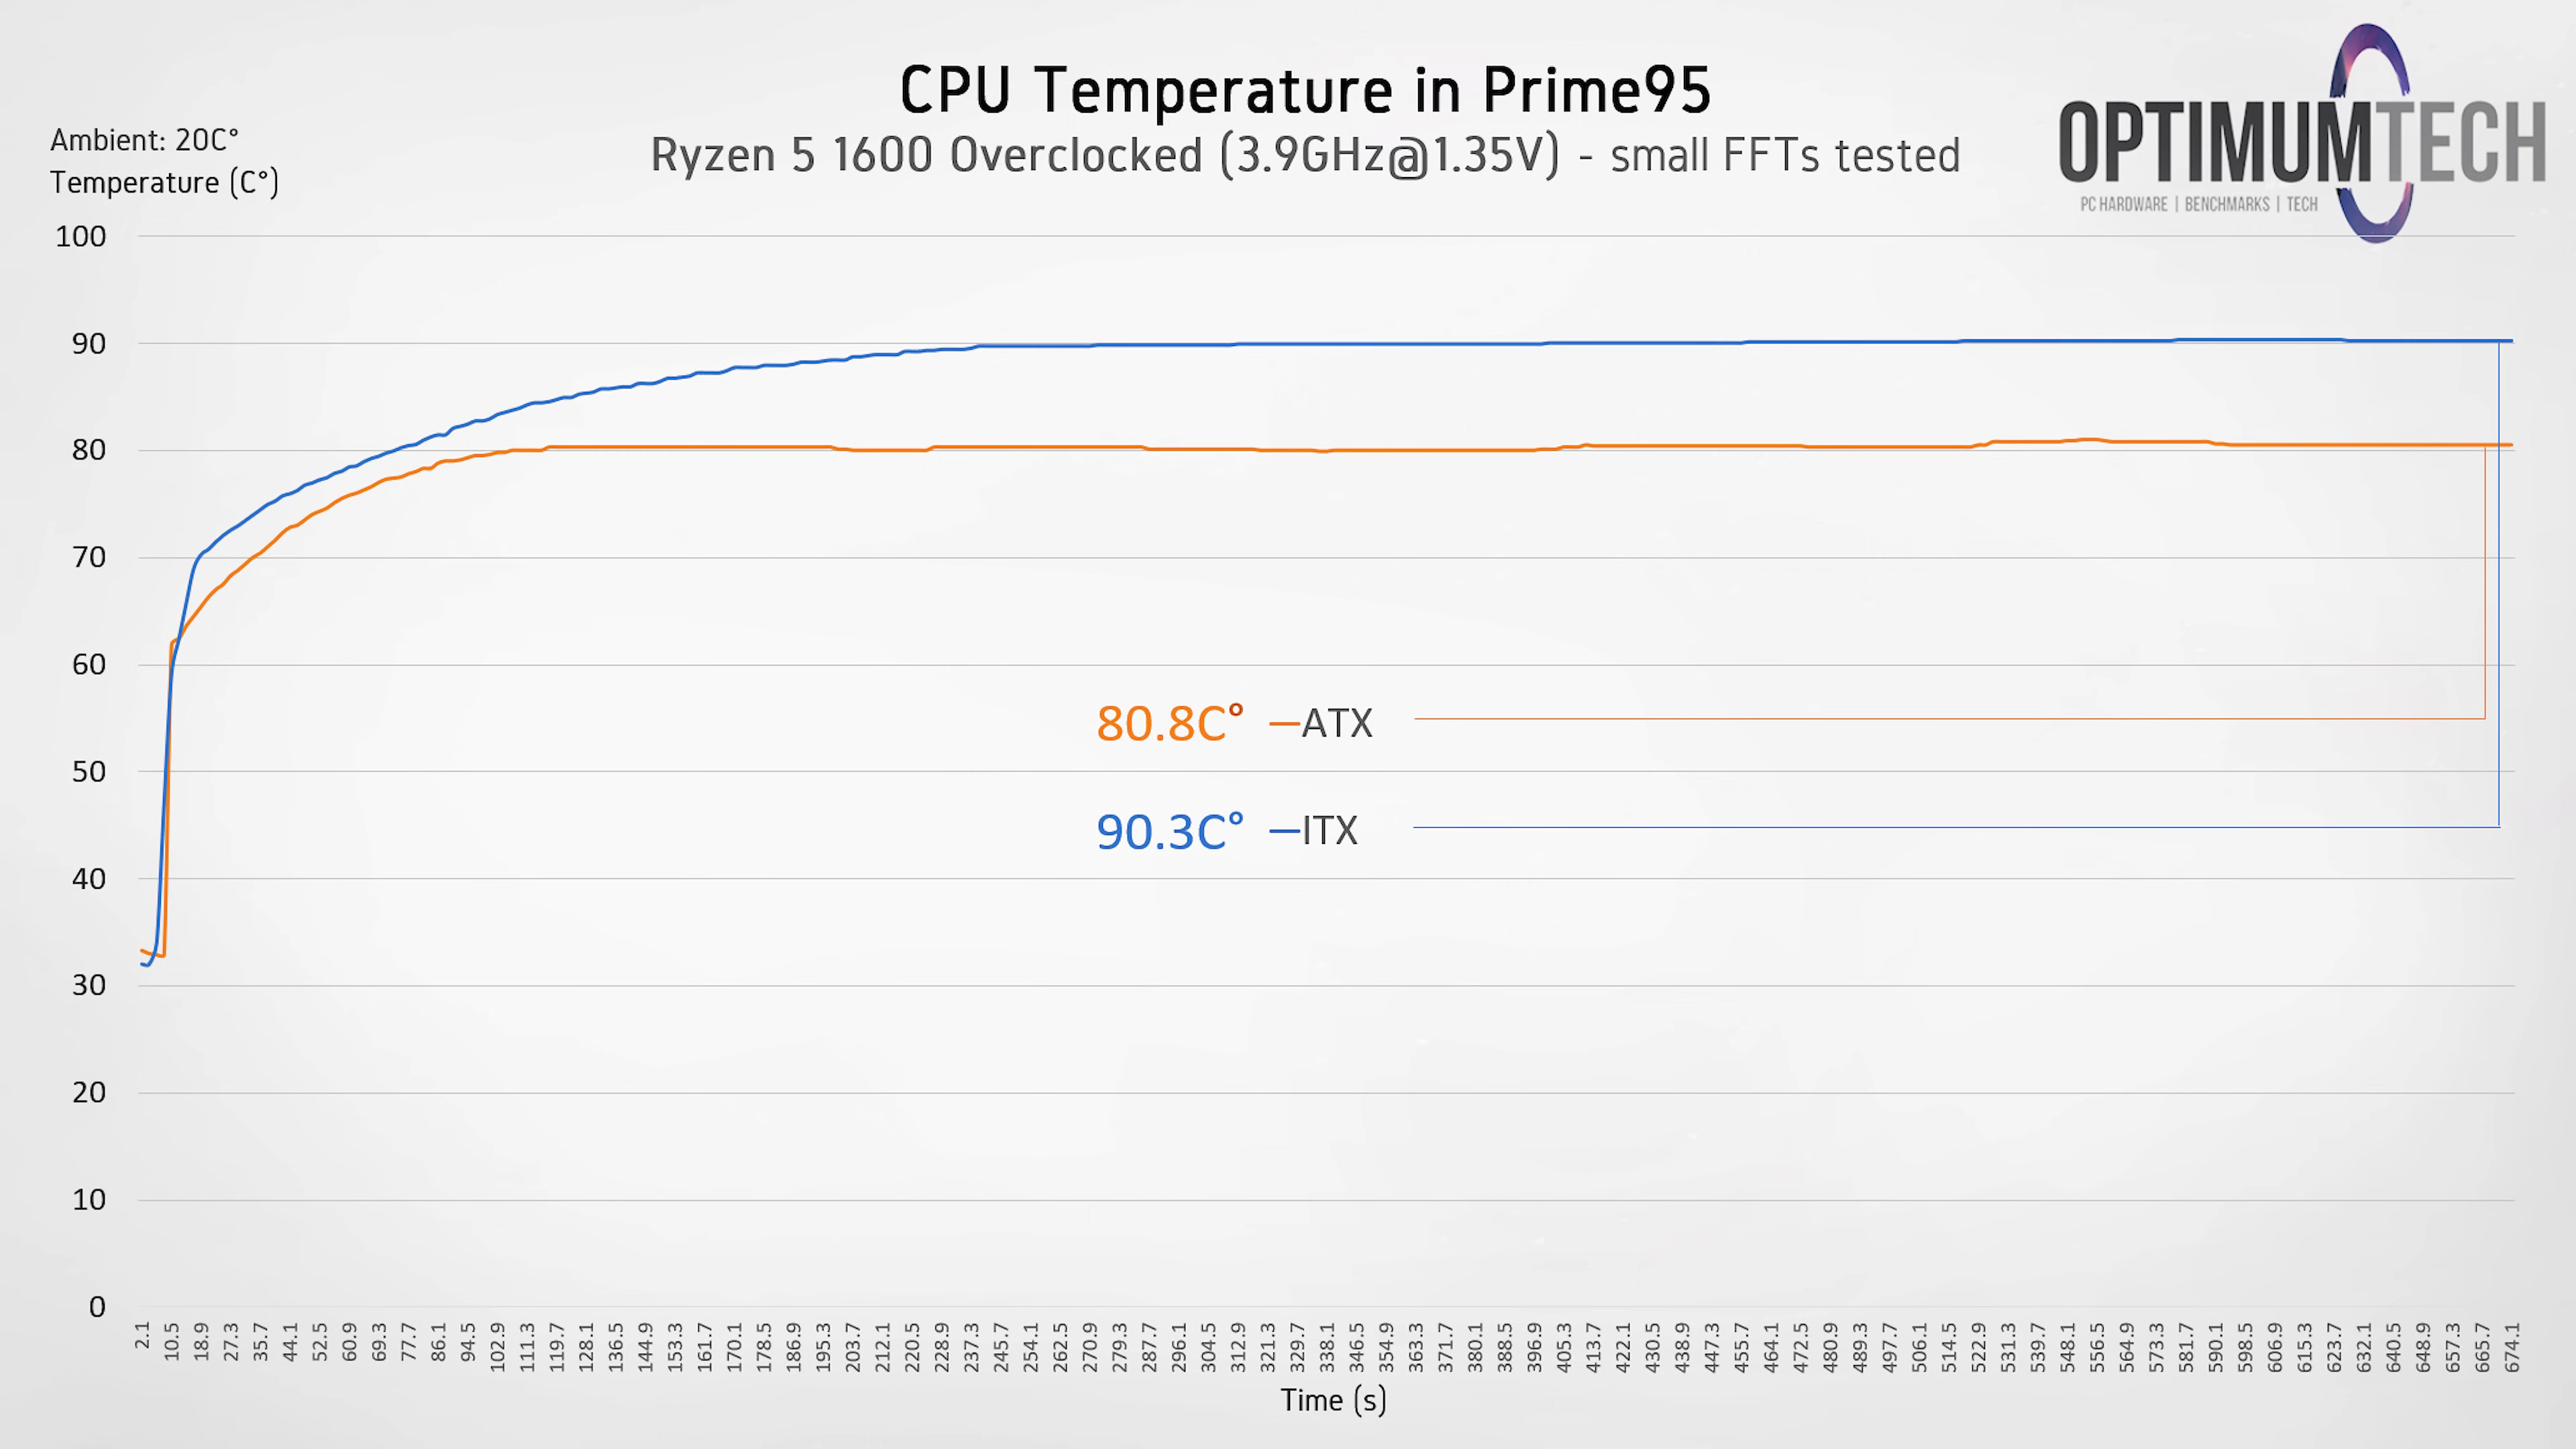 CPU Temperature in Prime95
Ryzen 5 1600 Overclocked (3.9GHz@1.35V) - small FFTs tested
OPTIMUMTECH
PC HARDWARE | BENCHMARKS | TECH
Ambient: 20C°
Temperature (C°)
100
90
80
70
60
50
40
30
20
10
0
80.8C° —ATX
90.3C° —ITX
2.1 10.5 18.9 27.3 35.7 44.1 52.5 60.9 69.3 77.7 86.1 94.5 102.9 111.3 119.7 128.1 136.5 144.9 153.3 161.7 170.1 178.5 186.9 195.3 203.7 212.1 220.5 228.9 237.3 245.7 254.1 262.5 270.9 279.3 287.7 296.1 304.5 312.9 321.3 329.7 338.1 346.5 354.9 363.3 371.7 380.1 388.5 396.9 405.3 413.7 422.1 430.5 438.9 447.3 455.7 464.1 472.5 480.9 489.3 497.7 506.1 514.5 522.9 531.3 539.7 548.1 556.5 564.9 573.3 581.7 590.1 598.5 606.9 615.3 623.7 632.1 640.5 648.9 657.3 665.7 674.1
Time (s)